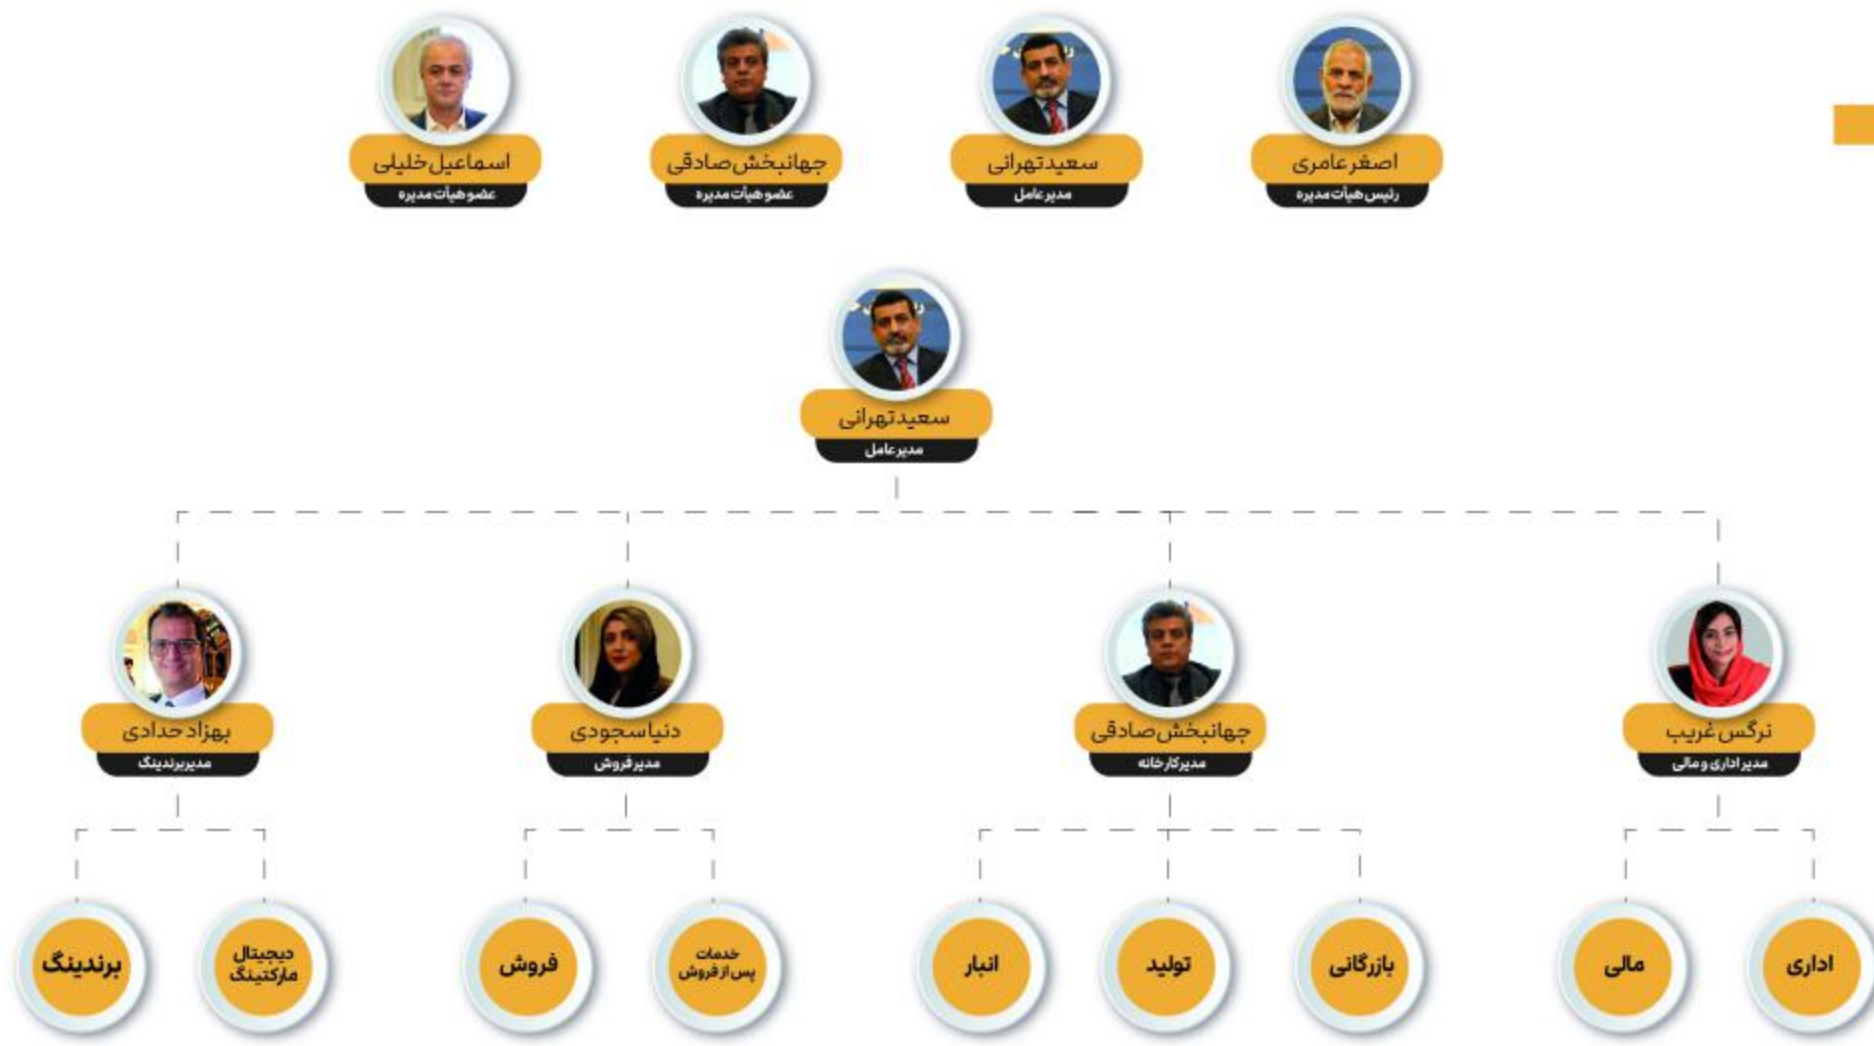 اصغر عامری
رئیس هیأت مدیره
سعید تهرانی
مدیر عامل
جهانبخش صادقی
عضو هیأت مدیره
اسماعیل خلیلی
عضو هیأت مدیره
سعید تهرانی
مدیر عامل
نرگس غریب
مدیر اداری و مالی
جهانبخش صادقی
مدیر کارخانه
دنیا سجودی
مدیر فروش
بهزاد حدادی
مدیر برندینگ
اداری
مالی
بازرگانی
تولید
انبار
خدمات
پس از فروش
فروش
دیجیتال
مارکتینگ
برندینگ